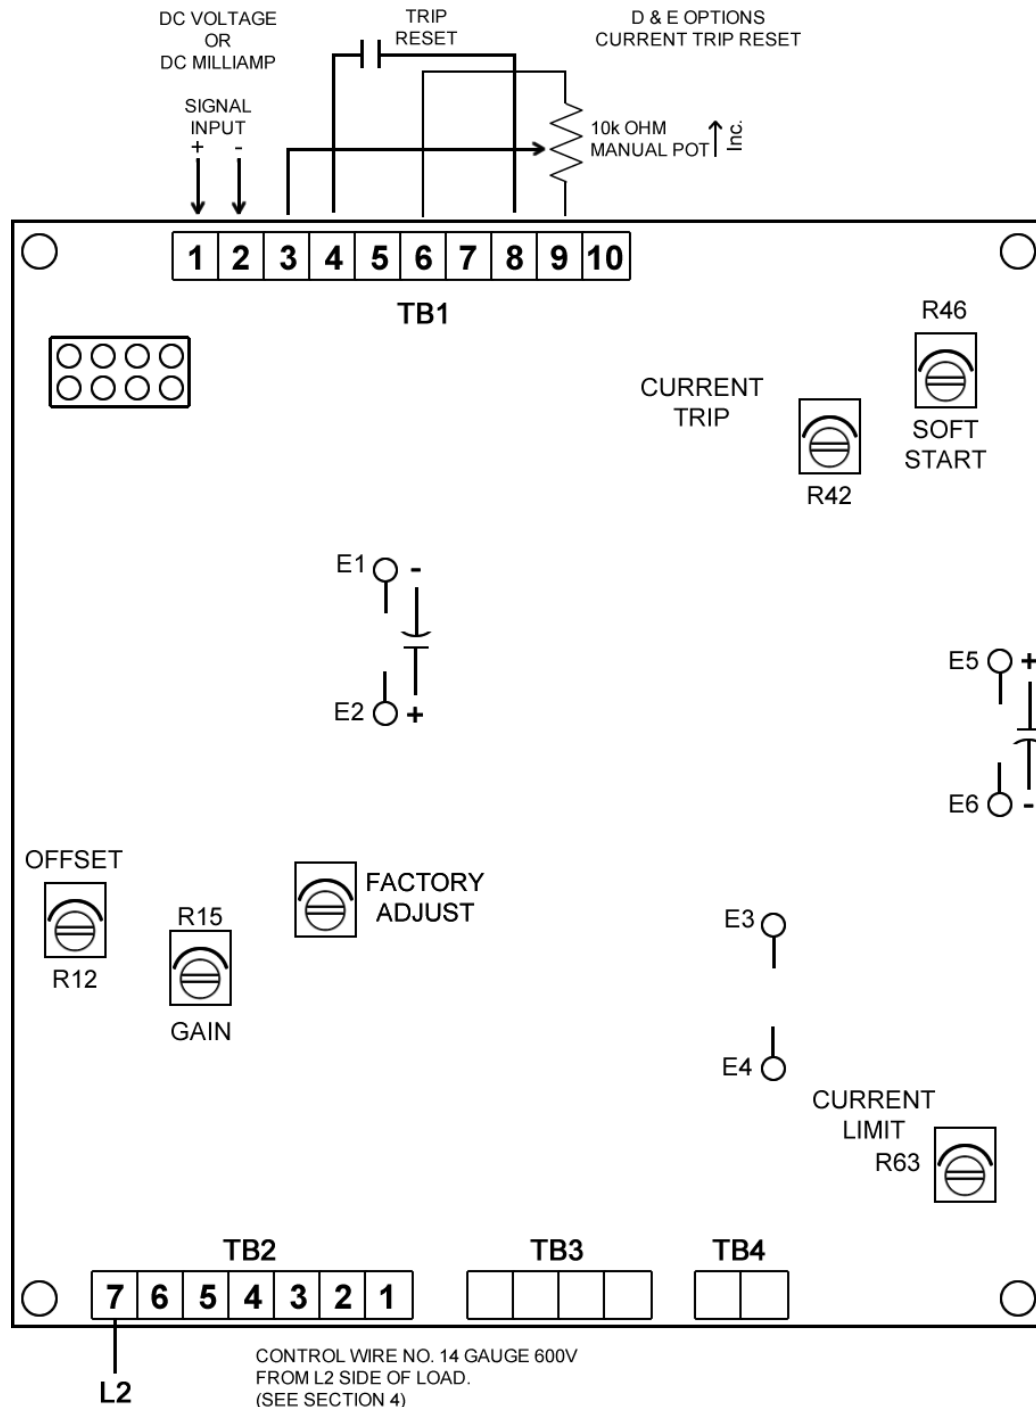 DC VOLTAGE
OR
DC MILLIAMP
TRIP
RESET
D & E OPTIONS
CURRENT TRIP RESET
SIGNAL
INPUT
+ -
10k OHM
MANUAL POT
Inc.
1 2 3 4 5 6 7 8 9 10
TB1
R46
SOFT
START
CURRENT
TRIP
R42
E1 -
E2 +
E5 +
E6 -
OFFSET
R12
R15
GAIN
FACTORY
ADJUST
E3
E4
CURRENT
LIMIT
R63
TB2
7 6 5 4 3 2 1
TB3
TB4
L2
CONTROL WIRE NO. 14 GAUGE 600V
FROM L2 SIDE OF LOAD.
(SEE SECTION 4)